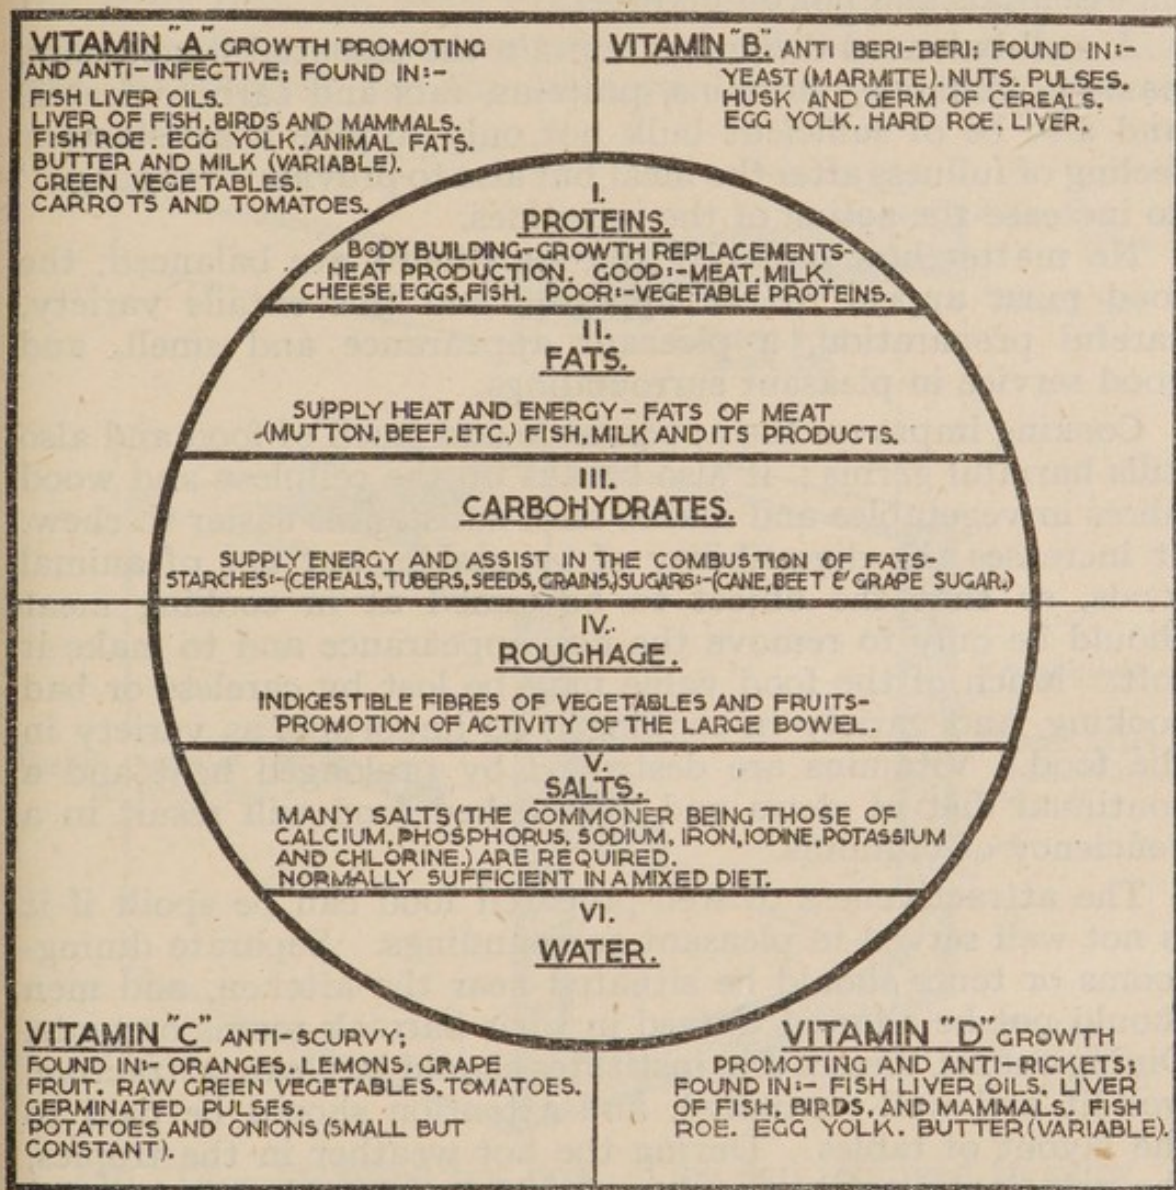 VITAMIN "A". GROWTH PROMOTING
AND ANTI-INFECTIVE; FOUND IN:-
FISH LIVER OILS.
LIVER OF FISH, BIRDS AND MAMMALS.
FISH ROE. EGG YOLK. ANIMAL FATS.
BUTTER AND MILK (VARIABLE).
GREEN VEGETABLES.
CARROTS AND TOMATOES.
VITAMIN "B". ANTI BERI-BERI; FOUND IN:-
YEAST (MARMITE). NUTS. PULSES.
HUSK AND GERM OF CEREALS.
EGG YOLK. HARD ROE. LIVER.
I.
PROTEINS.
BODY BUILDING-GROWTH REPLACEMENTS-
HEAT PRODUCTION. GOOD:-MEAT. MILK.
CHEESE, EGGS, FISH. POOR:-VEGETABLE PROTEINS.
II.
FATS.
SUPPLY HEAT AND ENERGY - FATS OF MEAT
-(MUTTON, BEEF, ETC.) FISH, MILK AND ITS PRODUCTS.
III.
CARBOHYDRATES.
SUPPLY ENERGY AND ASSIST IN THE COMBUSTION OF FATS-
STARCHES:-(CEREALS, TUBERS, SEEDS, GRAINS.) SUGARS:-(CANE, BEET & GRAPE SUGAR.)
IV.
ROUGHAGE.
INDIGESTIBLE FIBRES OF VEGETABLES AND FRUITS-
PROMOTION OF ACTIVITY OF THE LARGE BOWEL.
V.
SALTS.
MANY SALTS (THE COMMONER BEING THOSE OF
CALCIUM, PHOSPHORUS, SODIUM, IRON, IODINE, POTASSIUM
AND CHLORINE.) ARE REQUIRED.
NORMALLY SUFFICIENT IN A MIXED DIET.
VI.
WATER.
VITAMIN "C" ANTI-SCURVY;
FOUND IN:- ORANGES. LEMONS. GRAPE
FRUIT. RAW GREEN VEGETABLES. TOMATOES.
GERMINATED PULSES.
POTATOES AND ONIONS (SMALL BUT
CONSTANT).
VITAMIN "D" GROWTH
PROMOTING AND ANTI-RICKETS;
FOUND IN:- FISH LIVER OILS. LIVER
OF FISH, BIRDS, AND MAMMALS. FISH
ROE. EGG YOLK. BUTTER (VARIABLE).